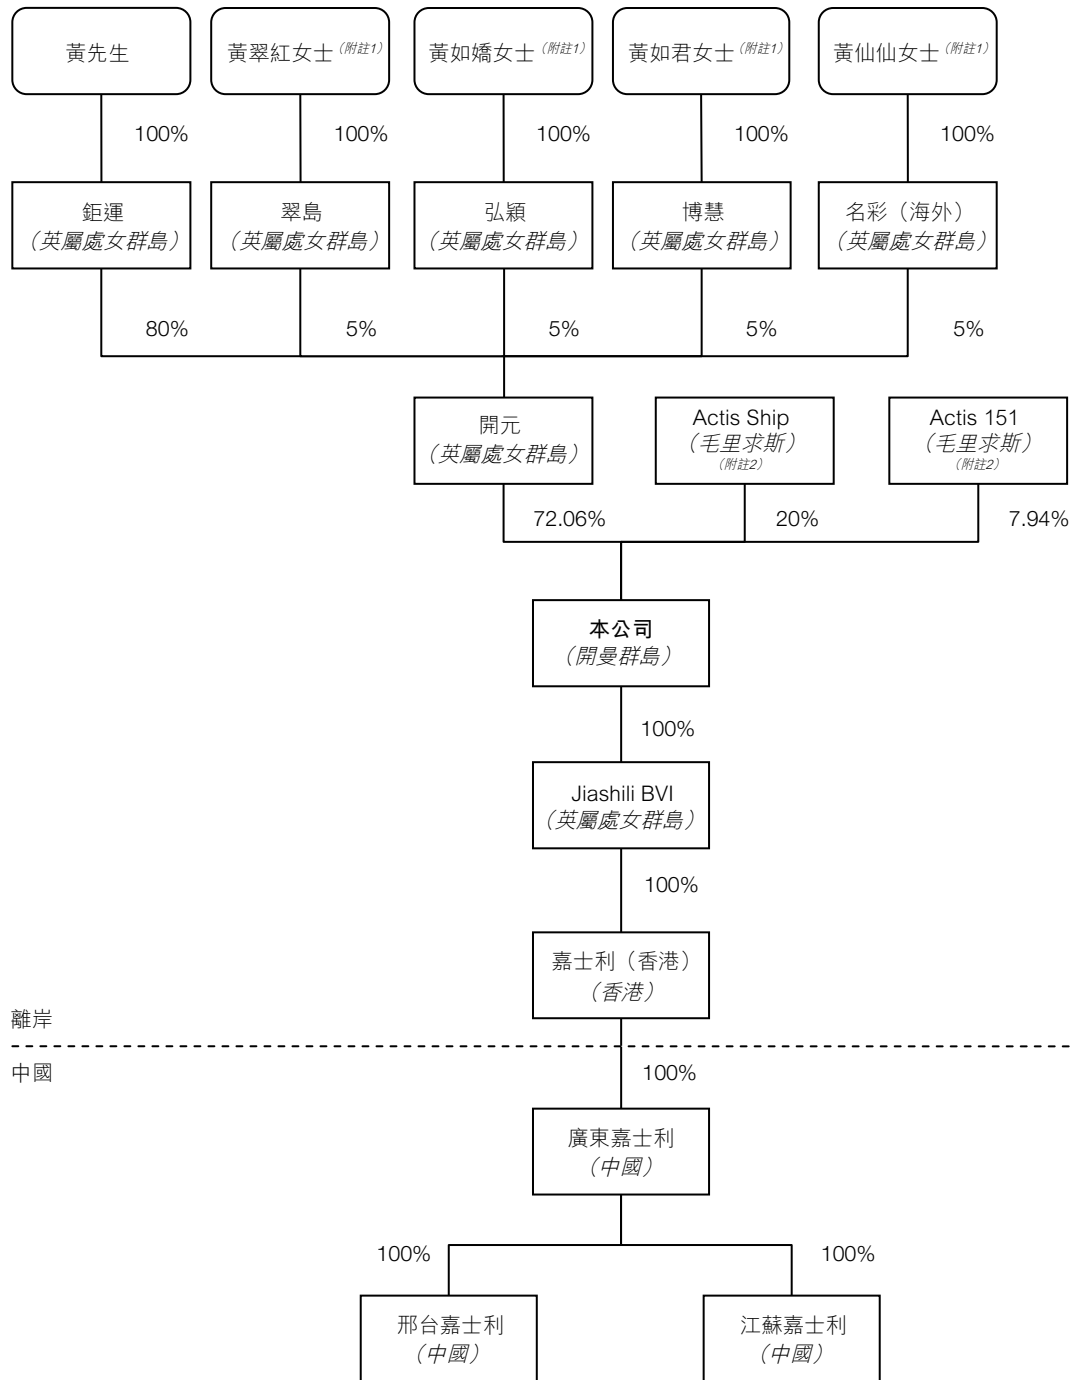 黃先生
黃翠紅女士（附註1）
黃如嬌女士（附註1）
黃如君女士（附註1）
黃仙仙女士（附註1）
100%
100%
100%
100%
100%
鉅運
（英屬處女群島）
翠島
（英屬處女群島）
弘穎
（英屬處女群島）
博慧
（英屬處女群島）
名彩（海外）
（英屬處女群島）
80%
5%
5%
5%
5%
開元
（英屬處女群島）
Actis Ship
（毛里求斯）
（附註2）
Actis 151
（毛里求斯）
（附註2）
72.06%
20%
7.94%
本公司
（開曼群島）
100%
Jiashili BVI
（英屬處女群島）
100%
嘉士利（香港）
（香港）
離岸
中國
100%
廣東嘉士利
（中國）
100%
100%
邢台嘉士利
（中國）
江蘇嘉士利
（中國）